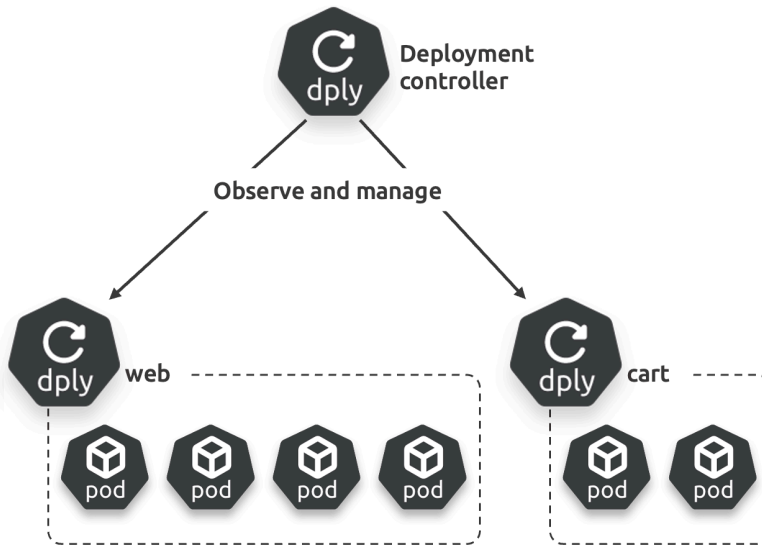 dply
Deployment
controller
Observe and manage
dply
web
pod
pod
pod
pod
dply
cart
pod
pod